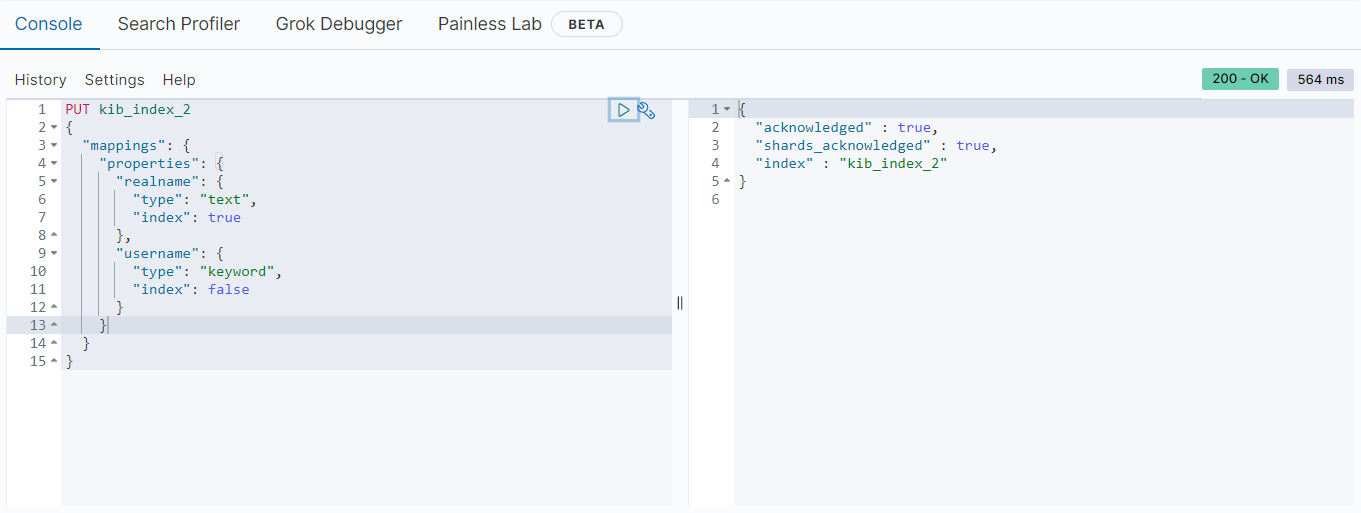 Console Search Profiler Grok Debugger Painless Lab BETA
History Settings Help 200 - OK 564 ms
1 PUT kib_index_2
2 {
3 "mappings": {
4 "properties": {
5 "realname": {
6 "type": "text",
7 "index": true
8 },
9 "username": {
10 "type": "keyword",
11 "index": false
12 }
13 }
14 }
15 }
1 {
2 "acknowledged" : true,
3 "shards_acknowledged" : true,
4 "index" : "kib_index_2"
5 }
6